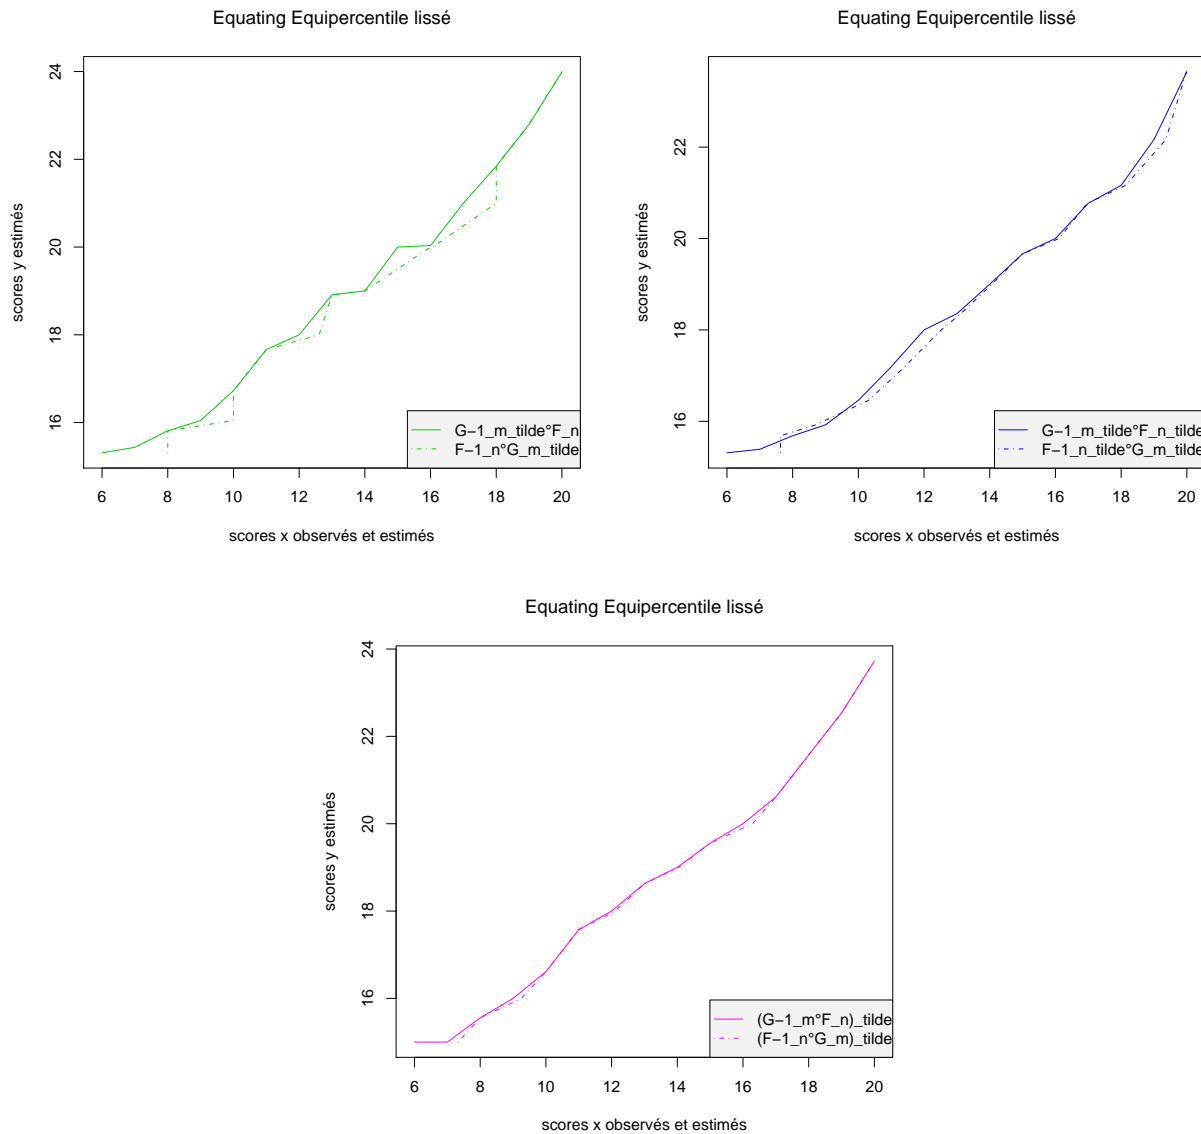 Equating Equipercentile lissé
24
22
20
18
16
scores y estimés
6 8 10 12 14 16 18 20
scores x observés et estimés
G−1_m_tilde°F_n
F−1_n°G_m_tilde
Equating Equipercentile lissé
22
20
18
16
scores y estimés
6 8 10 12 14 16 18 20
scores x observés et estimés
G−1_m_tilde°F_n_tilde
F−1_n_tilde°G_m_tilde
Equating Equipercentile lissé
24
22
20
18
16
scores y estimés
6 8 10 12 14 16 18 20
scores x observés et estimés
(G−1_m°F_n)_tilde
(F−1_n°G_m)_tilde